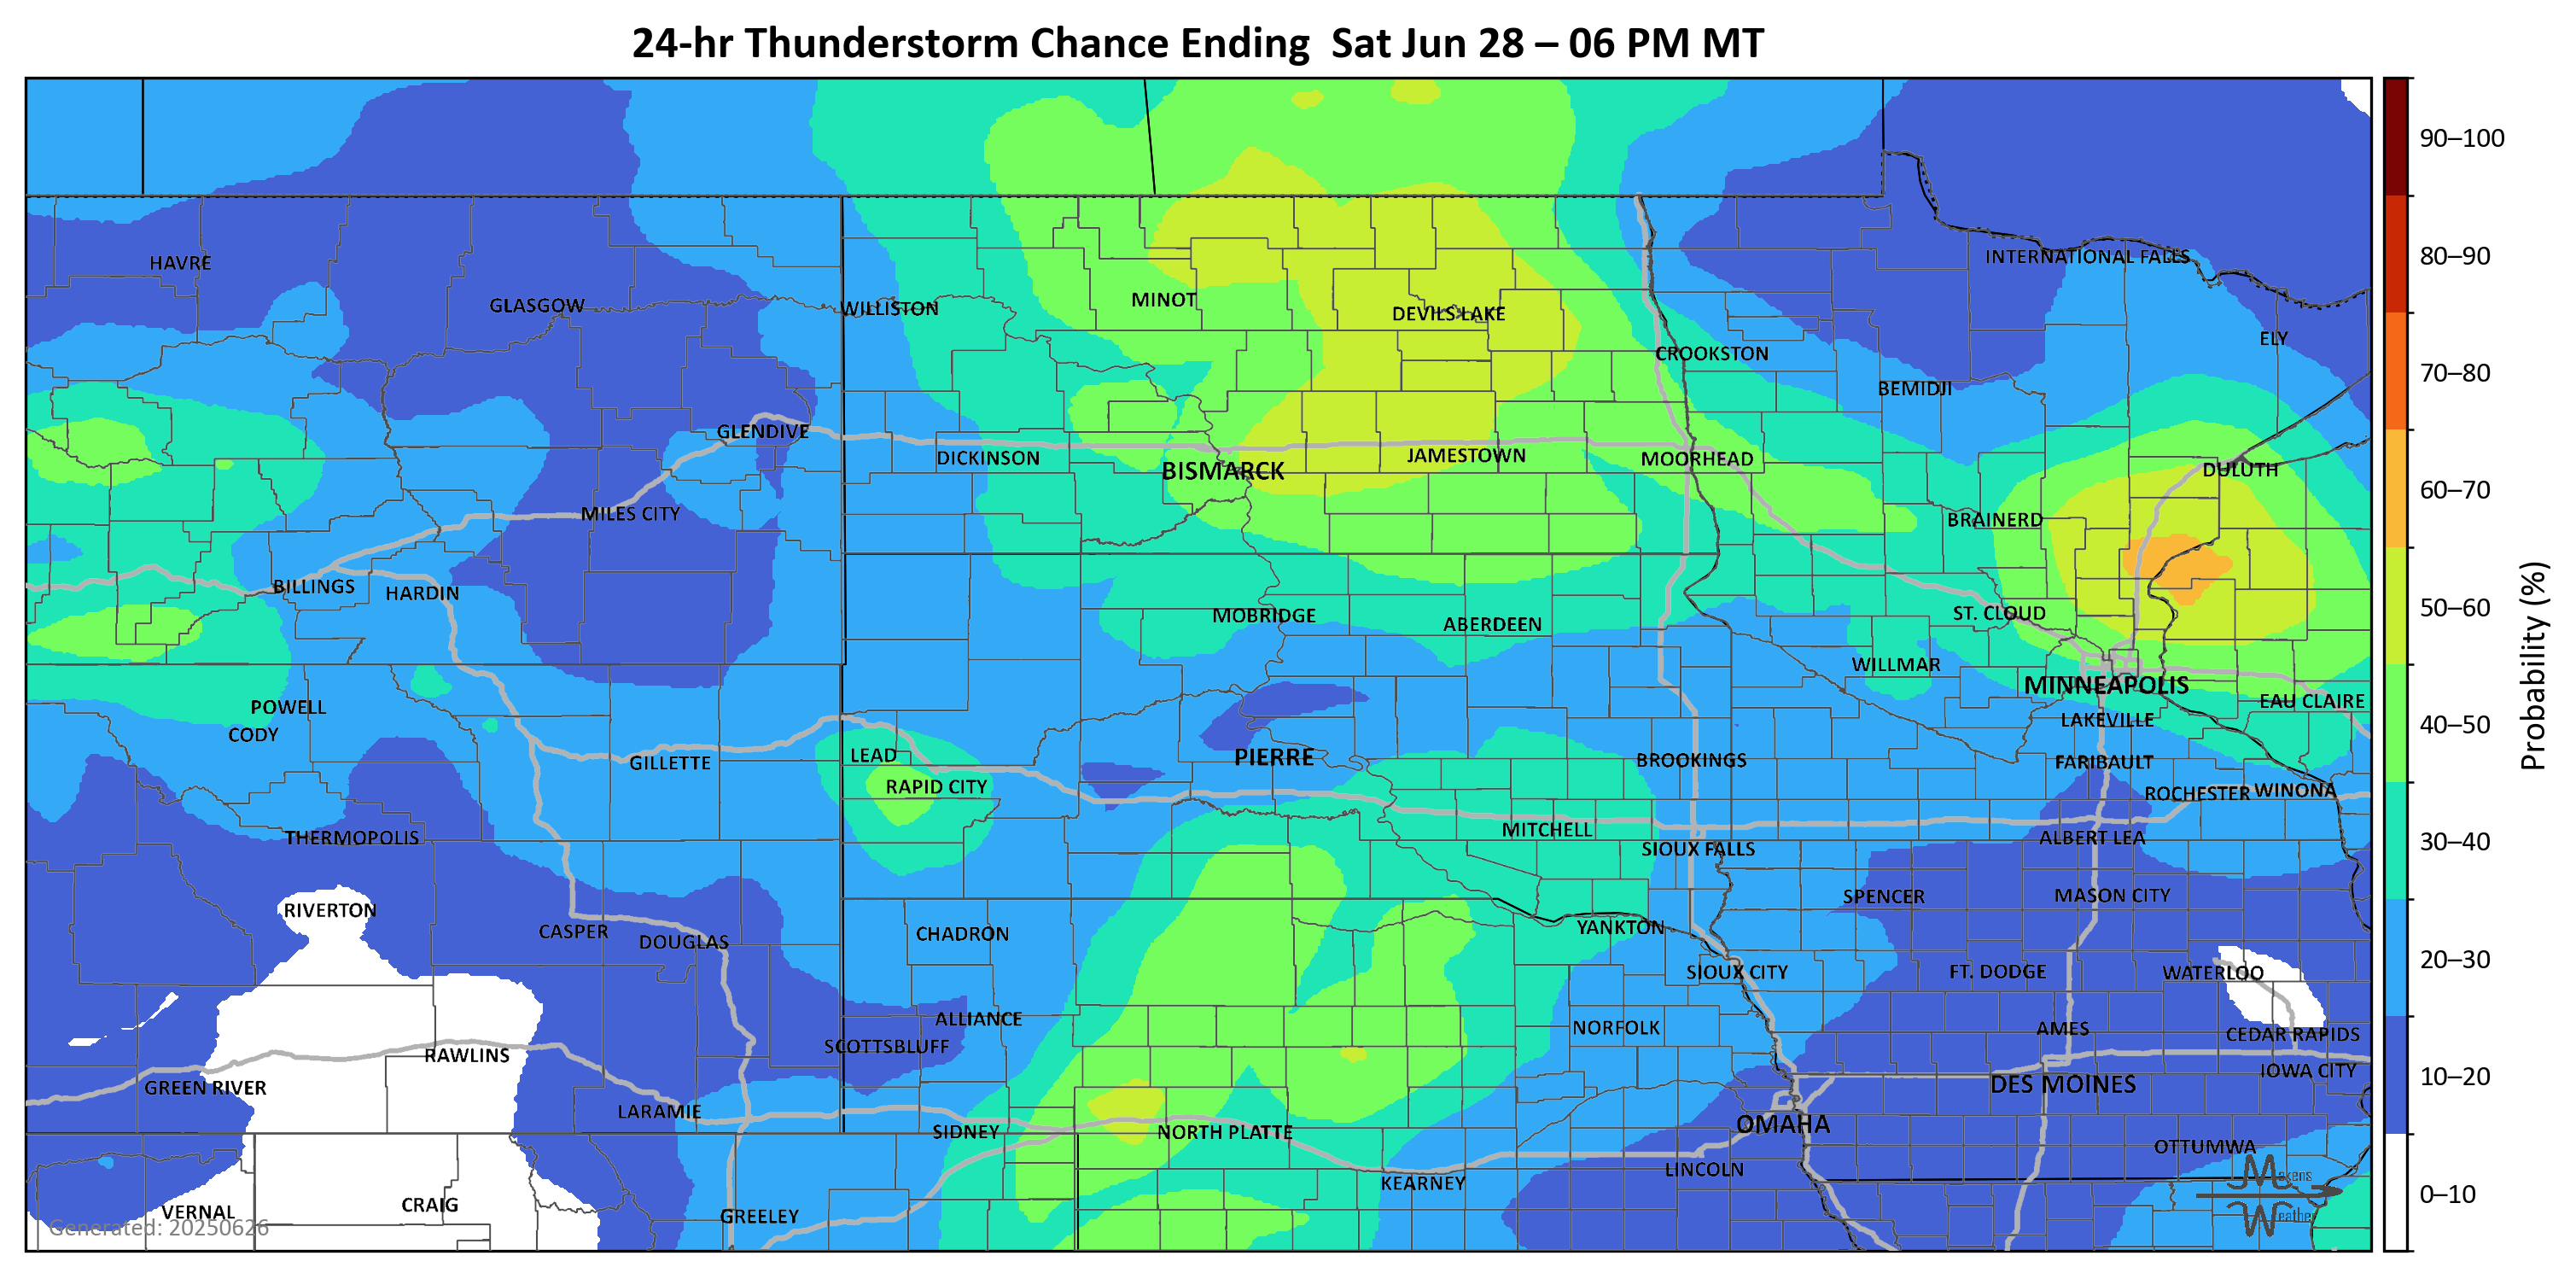 24-hr Thunderstorm Chance Ending  Sat Jun 28 – 06 PM MT
90–100
80–90
70–80
60–70
50–60
40–50
30–40
20–30
10–20
0–10
Probability (%)
HAVRE
GLASGOW
WILLISTON
MINOT
DEVILS LAKE
CROOKSTON
INTERNATIONAL FALLS
ELY
BEMIDJI
GLENDIVE
DICKINSON
BISMARCK
JAMESTOWN
MOORHEAD
DULUTH
MILES CITY
BRAINERD
BILLINGS
HARDIN
MOBRIDGE
ABERDEEN
ST. CLOUD
WILLMAR
MINNEAPOLIS
EAU CLAIRE
POWELL
CODY
LAKEVILLE
GILLETTE
LEAD
PIERRE
BROOKINGS
FARIBAULT
RAPID CITY
ROCHESTER
WINONA
THERMOPOLIS
MITCHELL
SIOUX FALLS
ALBERT LEA
RIVERTON
SPENCER
MASON CITY
CASPER
DOUGLAS
CHADRON
YANKTON
SIOUX CITY
FT. DODGE
WATERLOO
ALLIANCE
NORFOLK
AMES
CEDAR RAPIDS
SCOTTSBLUFF
RAWLINS
GREEN RIVER
IOWA CITY
DES MOINES
LARAMIE
SIDNEY
NORTH PLATTE
OMAHA
OTTUMWA
LINCOLN
KEARNEY
VERNAL
CRAIG
GREELEY
Generated: 20250626
Makens
Weather